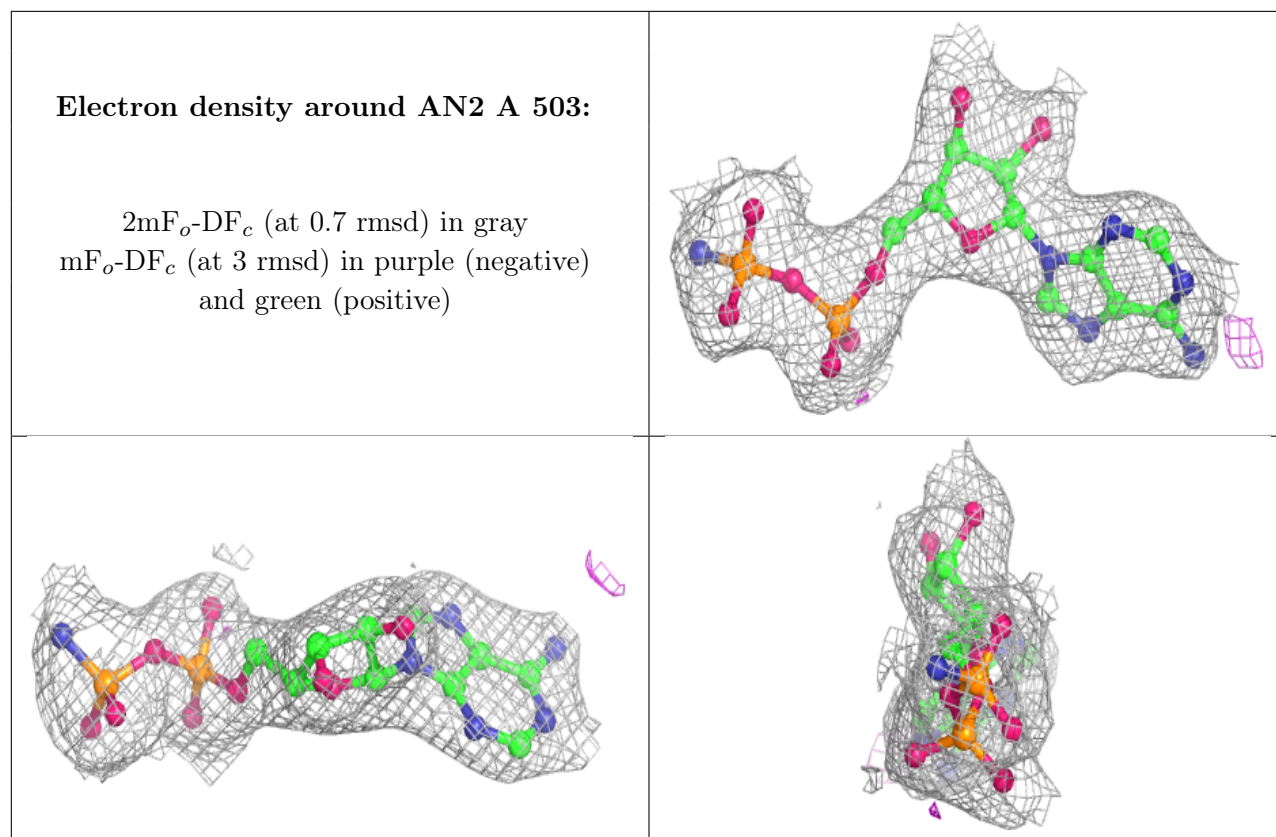 Electron density around AN2 A 503:
2mFₒ-DF𝒸 (at 0.7 rmsd) in gray
mFₒ-DF𝒸 (at 3 rmsd) in purple (negative)
and green (positive)